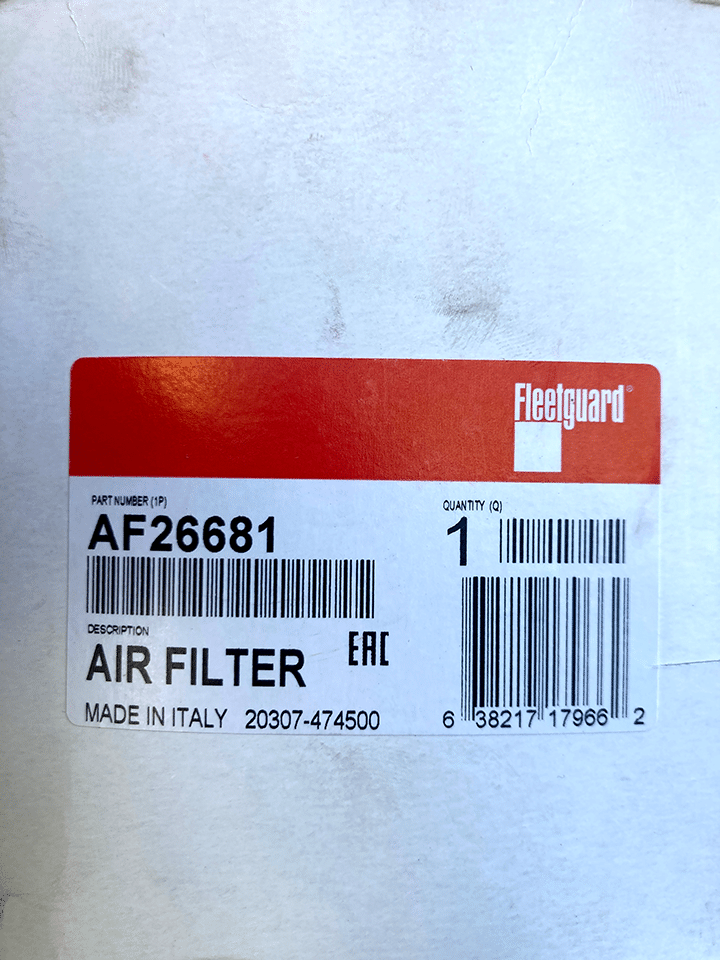 Fleetguard®
PART NUMBER (1P)
AF26681
QUANTITY (Q)
1
DESCRIPTION
AIR FILTER
EAC
MADE IN ITALY 20307-474500
6 38217 17966 2